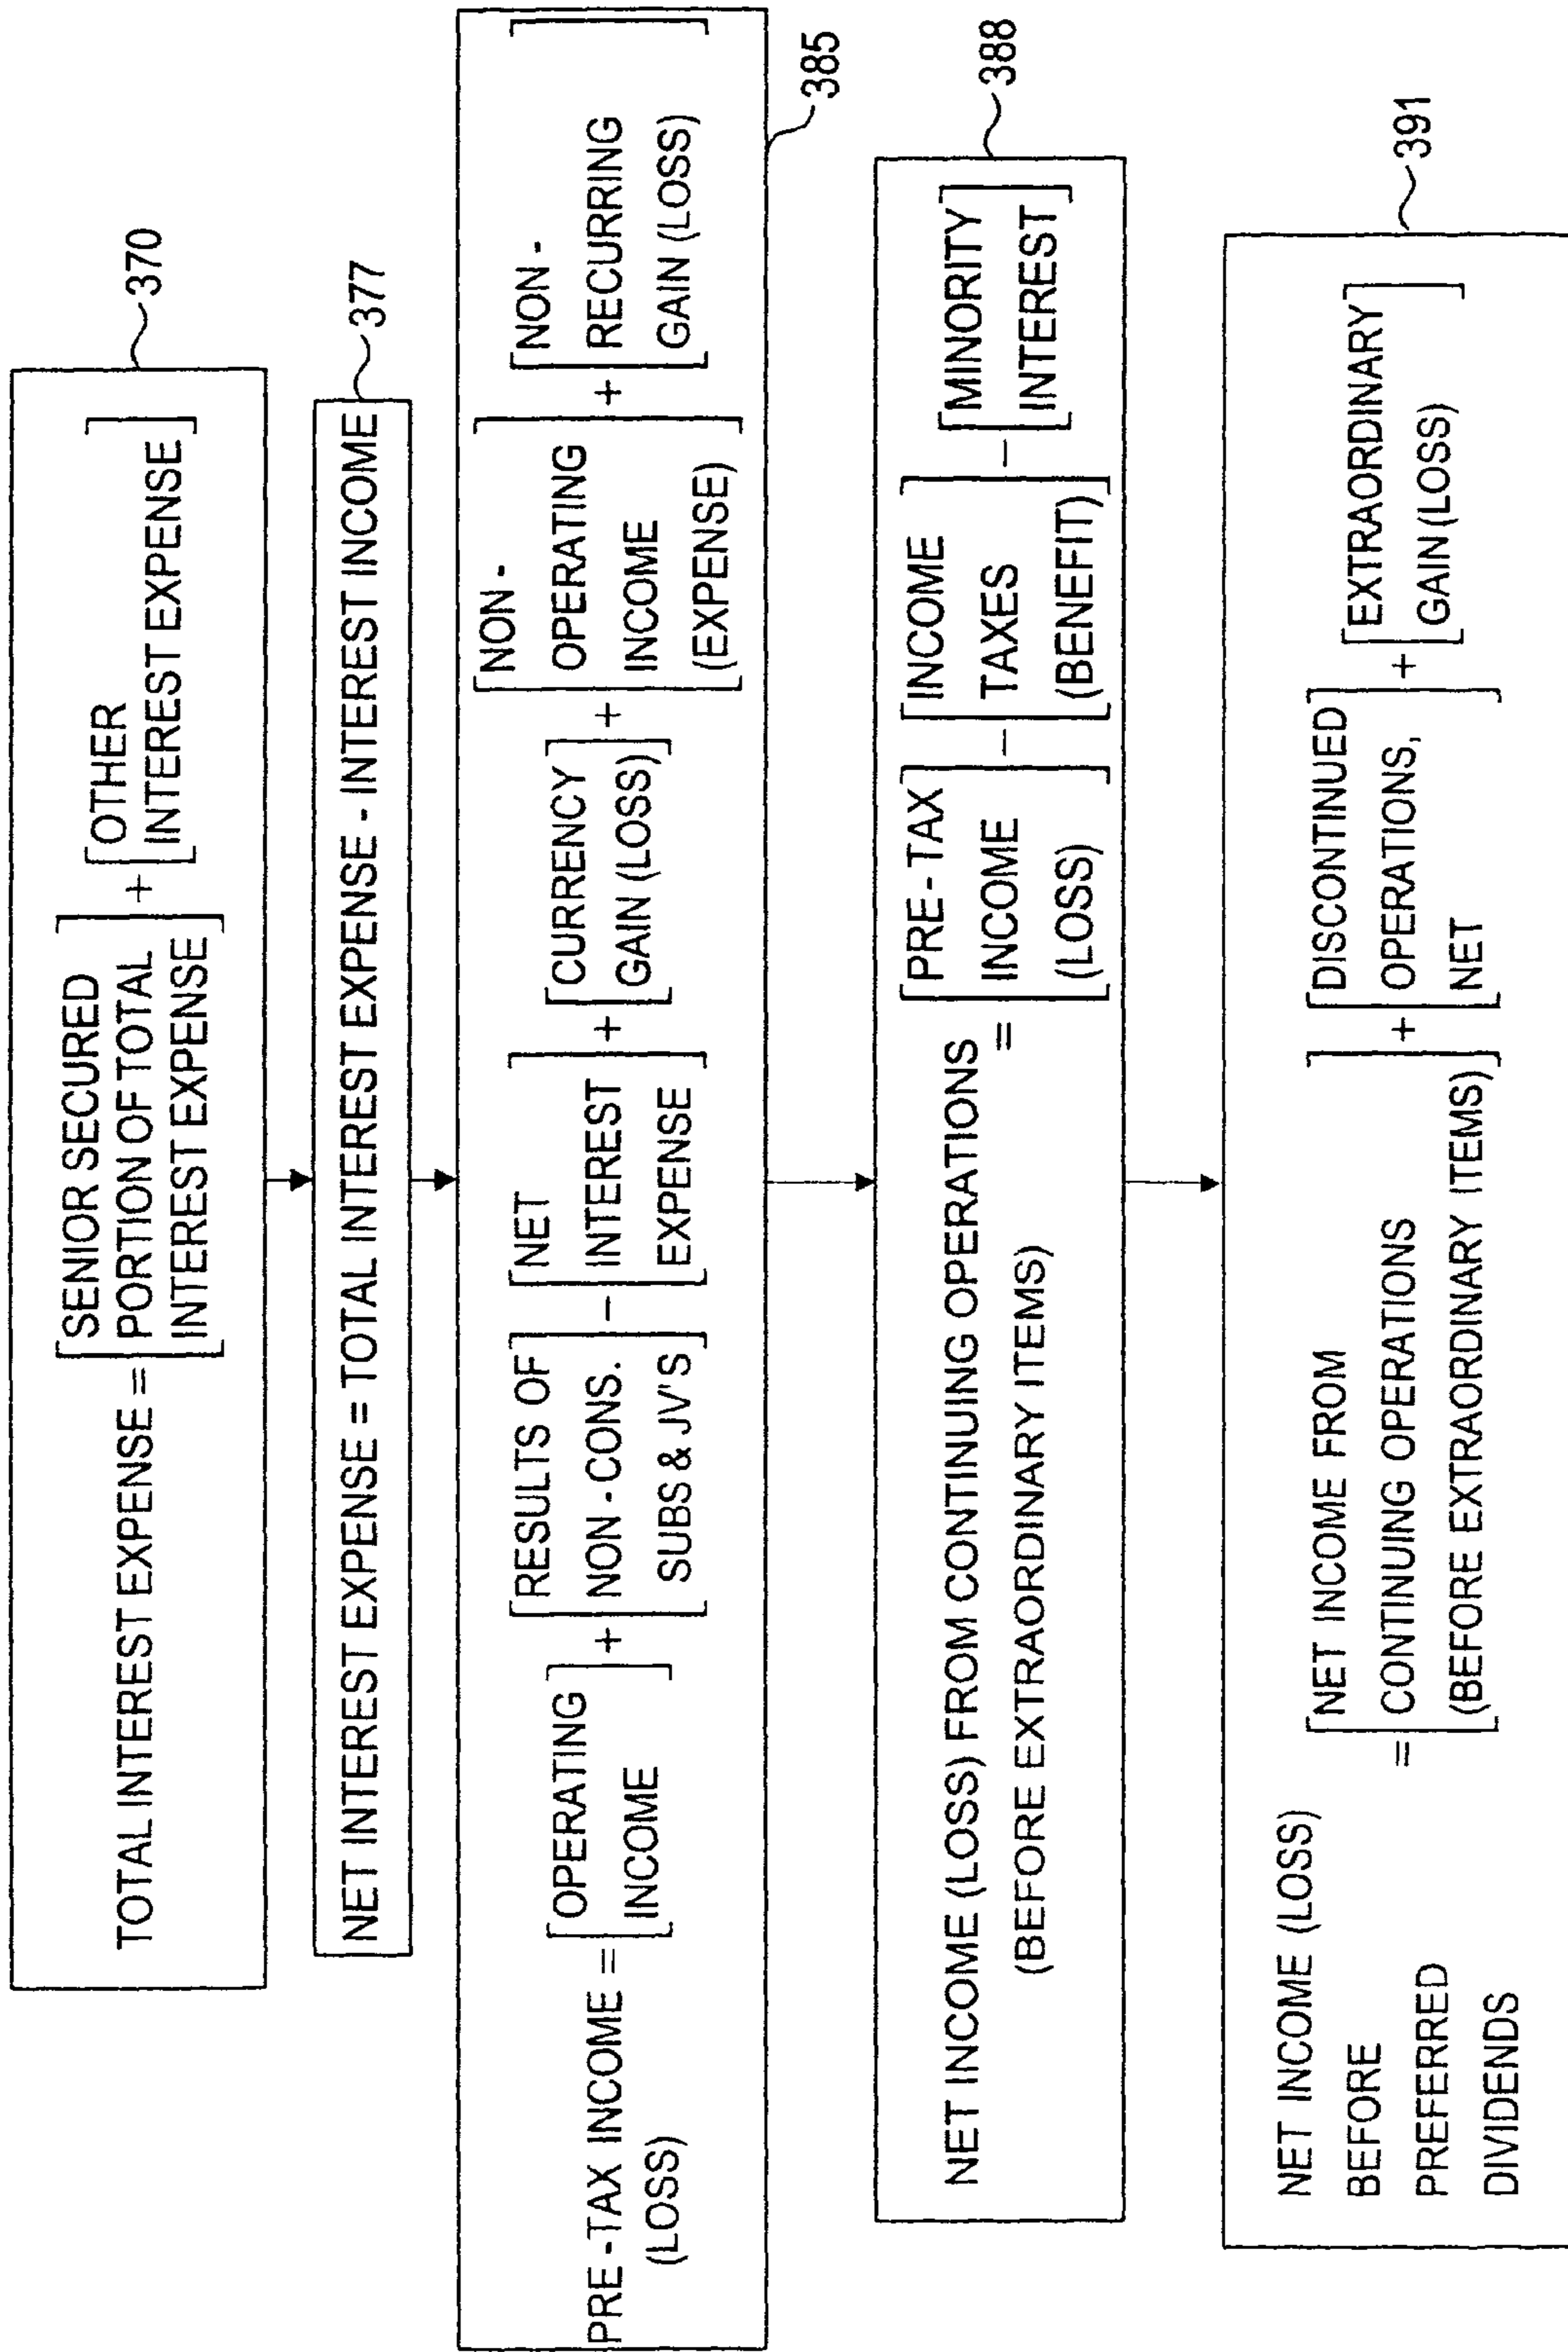 370
TOTAL INTEREST EXPENSE = [SENIOR SECURED PORTION OF TOTAL INTEREST EXPENSE] + [OTHER INTEREST EXPENSE]
377
NET INTEREST EXPENSE = TOTAL INTEREST EXPENSE - INTEREST INCOME
PRE-TAX INCOME (LOSS) = [OPERATING INCOME] + [RESULTS OF NON-CONS. SUBS & JV'S] − [NET INTEREST EXPENSE] + [CURRENCY GAIN (LOSS)] + [NON-OPERATING INCOME (EXPENSE)] + [NON-RECURRING GAIN (LOSS)]
385
388
NET INCOME (LOSS) FROM CONTINUING OPERATIONS (BEFORE EXTRAORDINARY ITEMS) = [PRE-TAX INCOME (LOSS)] − [INCOME TAXES (BENEFIT)] − [MINORITY INTEREST]
391
NET INCOME (LOSS) BEFORE PREFERRED DIVIDENDS = [NET INCOME FROM CONTINUING OPERATIONS (BEFORE EXTRAORDINARY ITEMS)] + [DISCONTINUED OPERATIONS, NET] + [EXTRAORDINARY GAIN (LOSS)]